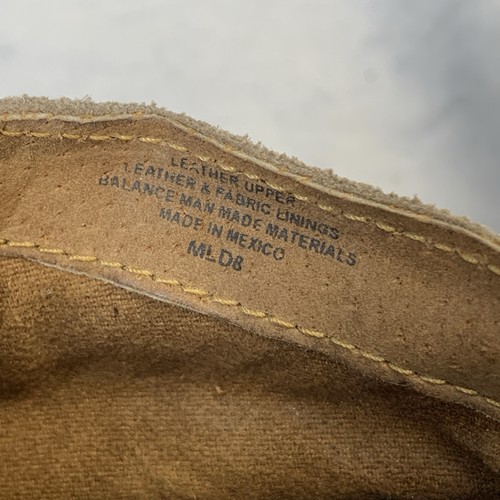 LEATHER UPPER
LEATHER & FABRIC LININGS
BALANCE MAN MADE MATERIALS
MADE IN MEXICO
MLD8